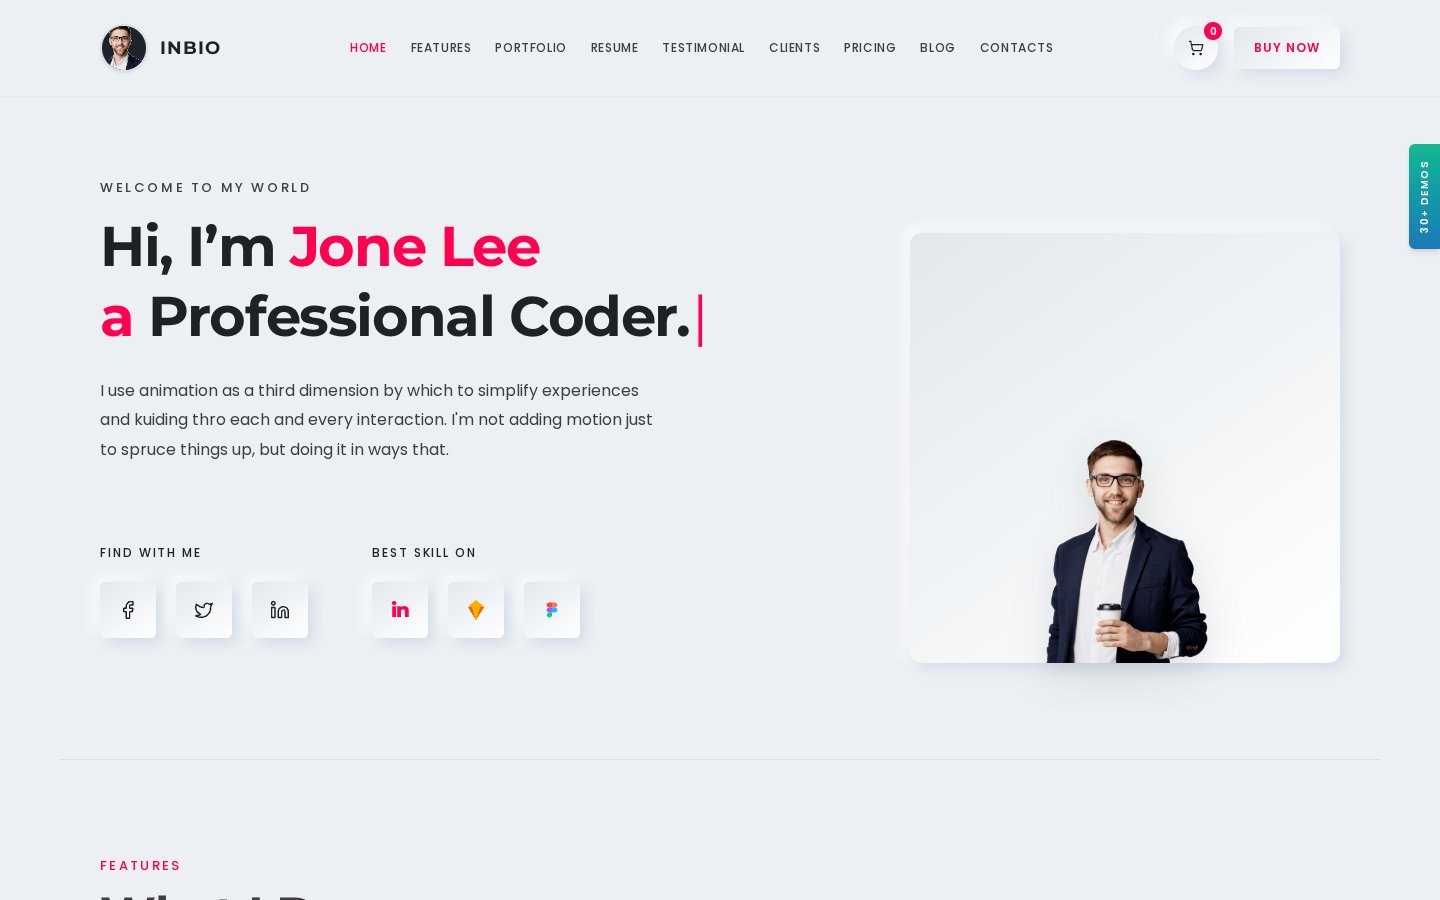 INBIO
HOME FEATURES PORTFOLIO RESUME TESTIMONIAL CLIENTS PRICING BLOG CONTACTS
0
BUY NOW
30+ DEMOS
WELCOME TO MY WORLD
Hi, I’m Jone Lee
a Professional Coder.
I use animation as a third dimension by which to simplify experiences
and kuiding thro each and every interaction. I'm not adding motion just
to spruce things up, but doing it in ways that.
FIND WITH ME
BEST SKILL ON
FEATURES